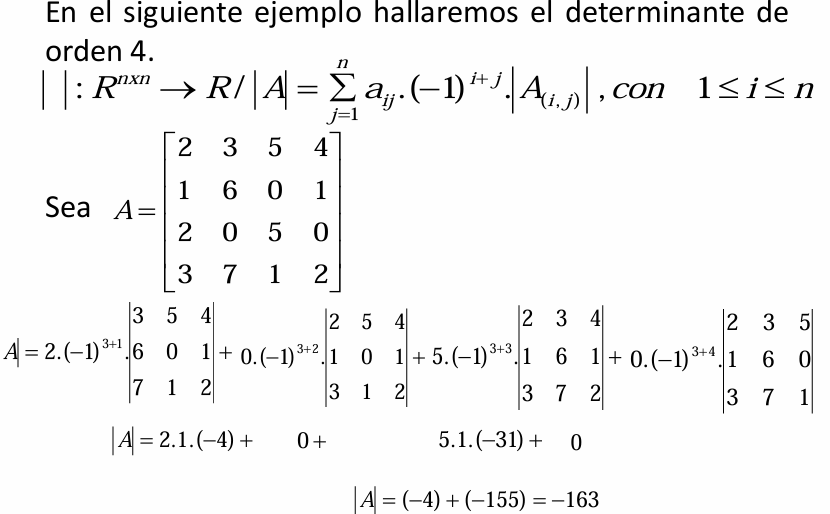 En el siguiente ejemplo hallaremos el determinante de
orden 4.
| | : R^{nxn} → R / |A| = \sum_{j=1}^{n} a_{ij}.(−1)^{i+j}.|A_{(i,j)}| , con 1 ≤ i ≤ n
Sea A = [2 3 5 4
1 6 0 1
2 0 5 0
3 7 1 2]
A| = 2.(−1)^{3+1}.|3 5 4; 6 0 1; 7 1 2| + 0.(−1)^{3+2}.|2 5 4; 1 0 1; 3 1 2| + 5.(−1)^{3+3}.|2 3 4; 1 6 1; 3 7 2| + 0.(−1)^{3+4}.|2 3 5; 1 6 0; 3 7 1|
|A| = 2.1.(−4) + 0 + 5.1.(−31) + 0
|A| = (−4) + (−155) = −163